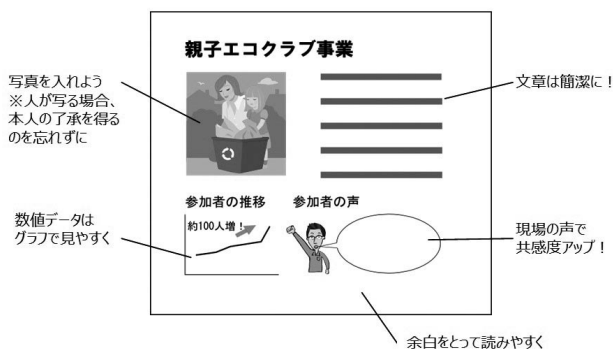 親子エコクラブ事業
写真を入れよう
※人が写る場合、
本人の了承を得る
のを忘れずに
文章は簡潔に！
参加者の推移
参加者の声
約100人増！
数値データは
グラフで見やすく
現場の声で
共感度アップ！
余白をとって読みやすく